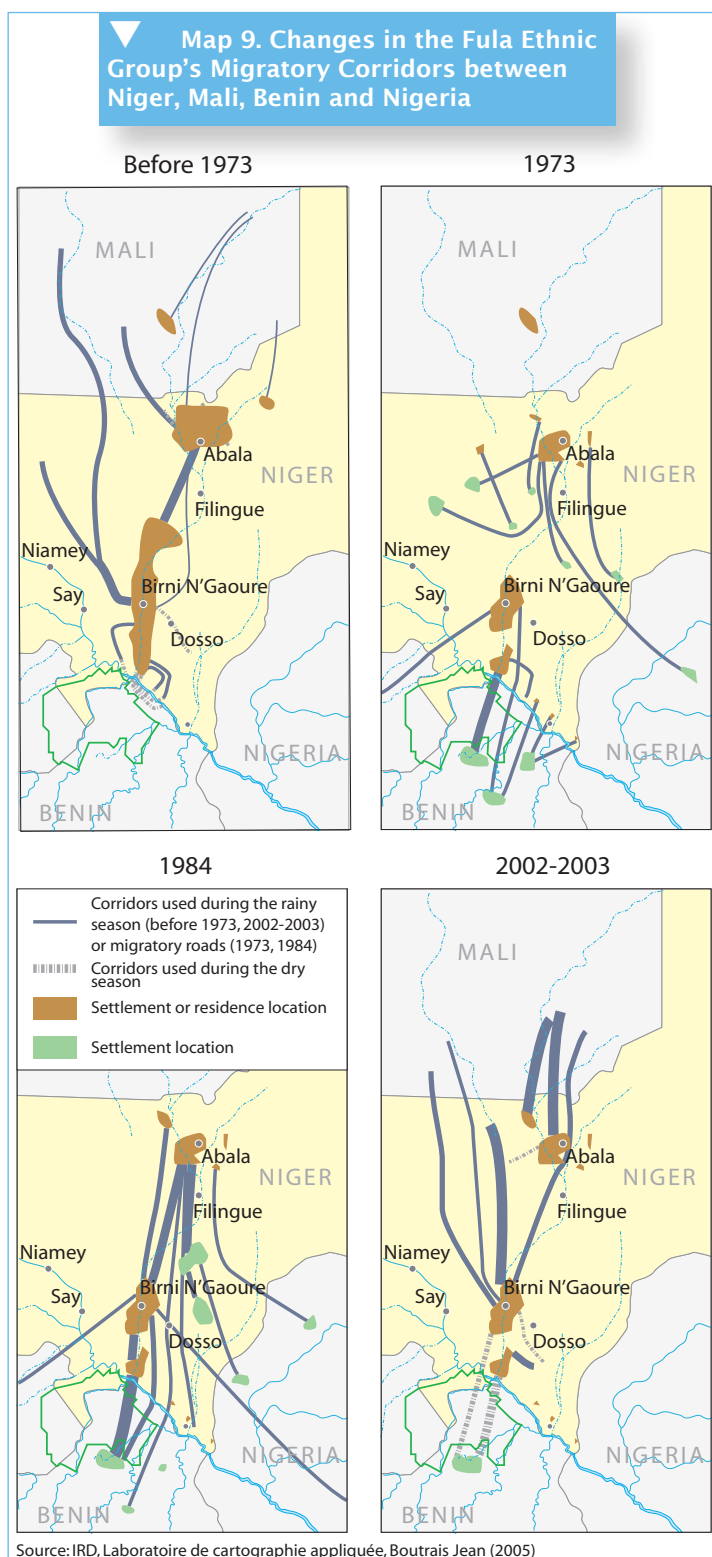 Map 9. Changes in the Fula Ethnic
Group's Migratory Corridors between
Niger, Mali, Benin and Nigeria
Before 1973
MALI
Abala
NIGER
Filingue
Niamey
Birni N'Gaoure
Say
Dosso
NIGERIA
BENIN
1973
MALI
Abala
NIGER
Filingue
Niamey
Birni N'Gaoure
Say
Dosso
NIGERIA
BENIN
1984
Corridors used during the rainy
season (before 1973, 2002-2003)
or migratory roads (1973, 1984)
Corridors used during the dry
season
Settlement or residence location
Settlement location
Abala
NIGER
Filingue
Niamey
Birni N'Gaoure
Say
Dosso
NIGERIA
BENIN
2002-2003
MALI
Abala
NIGER
Filingue
Niamey
Birni N'Gaoure
Say
Dosso
NIGERIA
BENIN
Source: IRD, Laboratoire de cartographie appliquée, Boutrais Jean (2005)